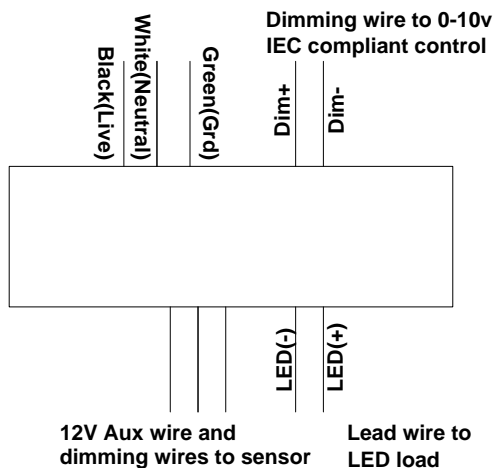 Dimming wire to 0-10v
IEC compliant control
Black(Live)
White(Neutral)
Green(Grd)
Dim+
Dim-
LED(-)
LED(+)
12V Aux wire and
dimming wires to sensor
Lead wire to
LED load